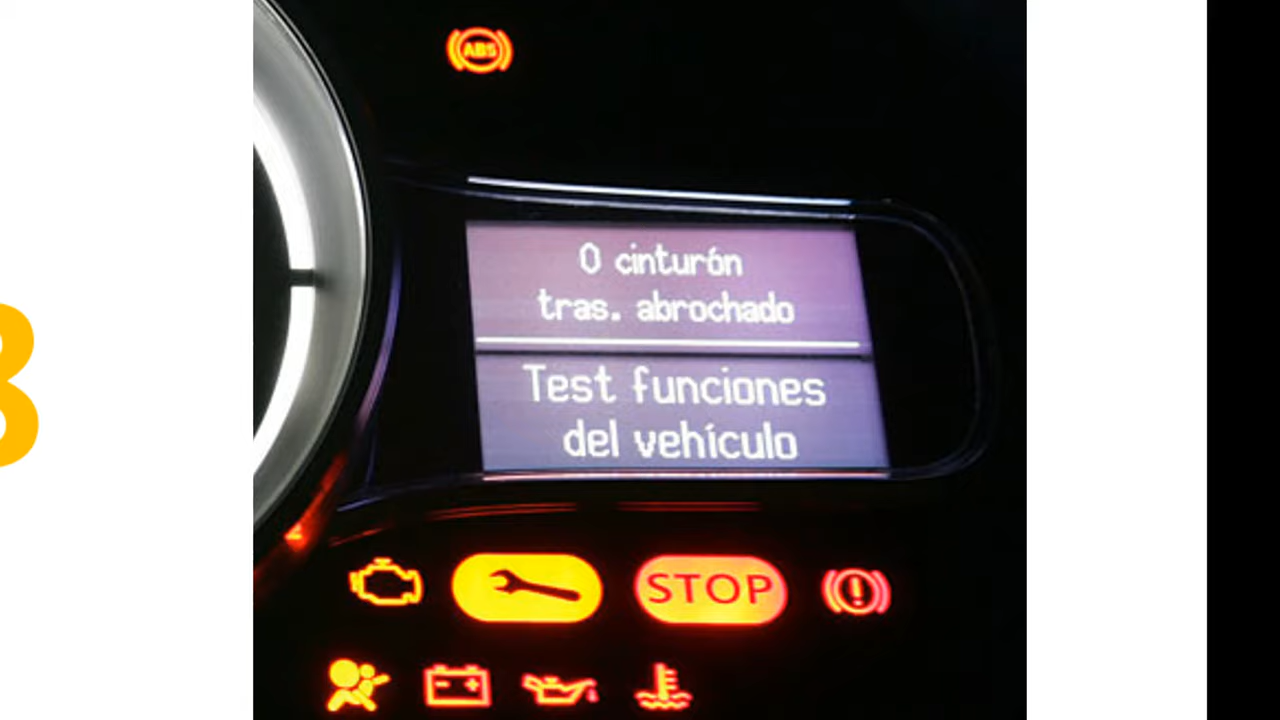 ABS
0 cinturón
tras. abrochado
Test funciones
del vehículo
STOP